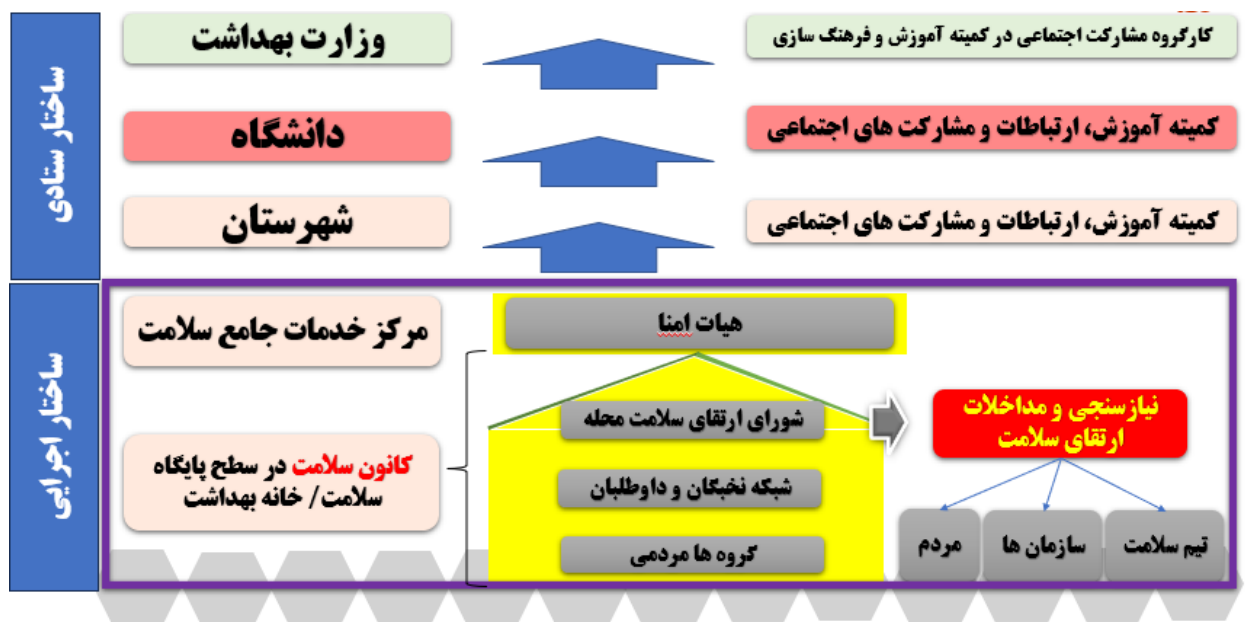 ساختار ستادی
وزارت بهداشت
کارگروه مشارکت اجتماعی در کمیته آموزش و فرهنگ سازی
دانشگاه
کمیته آموزش، ارتباطات و مشارکت های اجتماعی
شهرستان
کمیته آموزش، ارتباطات و مشارکت های اجتماعی
ساختار اجرایی
مرکز خدمات جامع سلامت
کانون سلامت در سطح پایگاه
سلامت/ خانه بهداشت
هیات امنا
شورای ارتقای سلامت محله
شبکه نخبگان و داوطلبان
گروه ها مردمی
نیازسنجی و مداخلات
ارتقای سلامت
تیم سلامت
سازمان ها
مردم